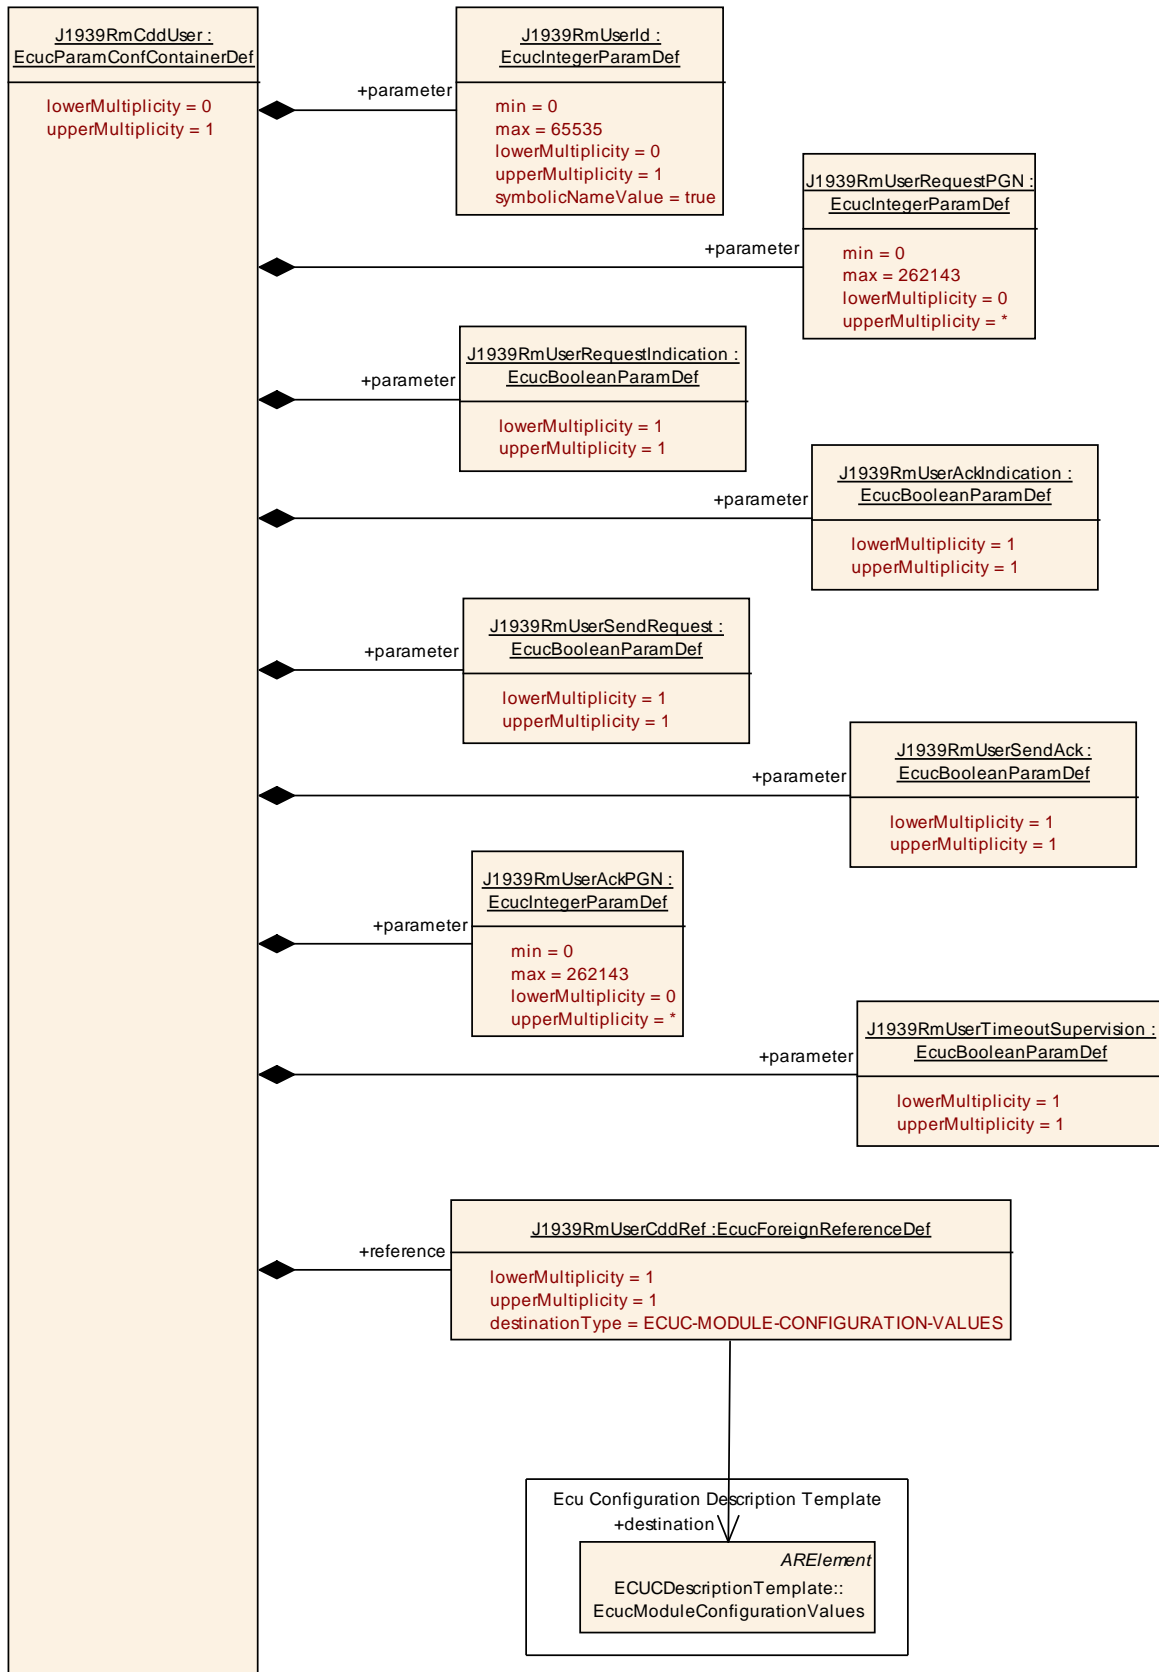 J1939RmCddUser :
EcucParamConfContainerDef
lowerMultiplicity = 0
upperMultiplicity = 1
+parameter
J1939RmUserId :
EcucIntegerParamDef
min = 0
max = 65535
lowerMultiplicity = 0
upperMultiplicity = 1
symbolicNameValue = true
+parameter
J1939RmUserRequestPGN :
EcucIntegerParamDef
min = 0
max = 262143
lowerMultiplicity = 0
upperMultiplicity = *
+parameter
J1939RmUserRequestIndication :
EcucBooleanParamDef
lowerMultiplicity = 1
upperMultiplicity = 1
+parameter
J1939RmUserAckIndication :
EcucBooleanParamDef
lowerMultiplicity = 1
upperMultiplicity = 1
+parameter
J1939RmUserSendRequest :
EcucBooleanParamDef
lowerMultiplicity = 1
upperMultiplicity = 1
+parameter
J1939RmUserSendAck :
EcucBooleanParamDef
lowerMultiplicity = 1
upperMultiplicity = 1
+parameter
J1939RmUserAckPGN :
EcucIntegerParamDef
min = 0
max = 262143
lowerMultiplicity = 0
upperMultiplicity = *
+parameter
J1939RmUserTimeoutSupervision :
EcucBooleanParamDef
lowerMultiplicity = 1
upperMultiplicity = 1
+reference
J1939RmUserCddRef :EcucForeignReferenceDef
lowerMultiplicity = 1
upperMultiplicity = 1
destinationType = ECUC-MODULE-CONFIGURATION-VALUES
Ecu Configuration Description Template
+destination
ARElement
ECUCDescriptionTemplate::
EcucModuleConfigurationValues